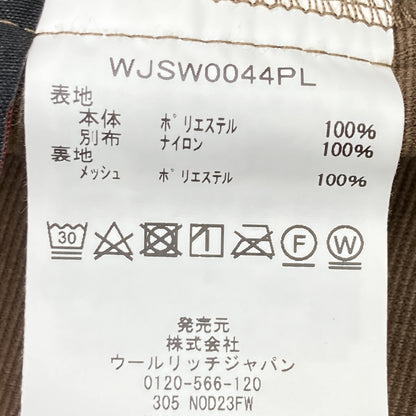 WJSW0044PL
表地
本体 ポリエステル 100%
別布 ナイロン 100%
裏地
メッシュ ポリエステル 100%
30 F W
発売元
株式会社
ウールリッチジャパン
0120-566-120
305 NOD23FW